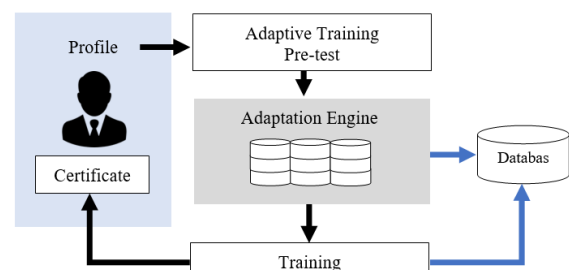 Profile
Adaptive Training
Pre-test
Adaptation Engine
Certificate
Databas
Training